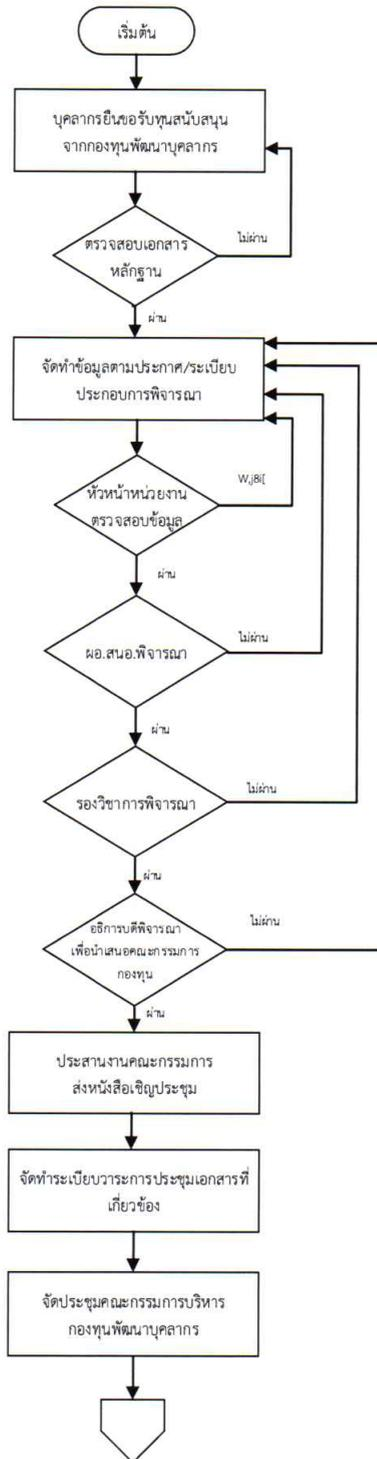 เริ่มต้น
บุคลากรยื่นขอรับทุนสนับสนุน
จากกองทุนพัฒนาบุคลากร
ตรวจสอบเอกสาร
หลักฐาน
ไม่ผ่าน
ผ่าน
จัดทำข้อมูลตามประกาศ/ระเบียบ
ประกอบการพิจารณา
หัวหน้าหน่วยงาน
ตรวจสอบข้อมูล
W,j8i[
ผ่าน
ผอ.สนอ.พิจารณา
ไม่ผ่าน
ผ่าน
รองวิชาการพิจารณา
ไม่ผ่าน
ผ่าน
อธิการบดีพิจารณา
เพื่อนำเสนอคณะกรรมการ
กองทุน
ไม่ผ่าน
ผ่าน
ประสานงานคณะกรรมการ
ส่งหนังสือเชิญประชุม
จัดทำระเบียบวาระการประชุมเอกสารที่
เกี่ยวข้อง
จัดประชุมคณะกรรมการบริหาร
กองทุนพัฒนาบุคลากร